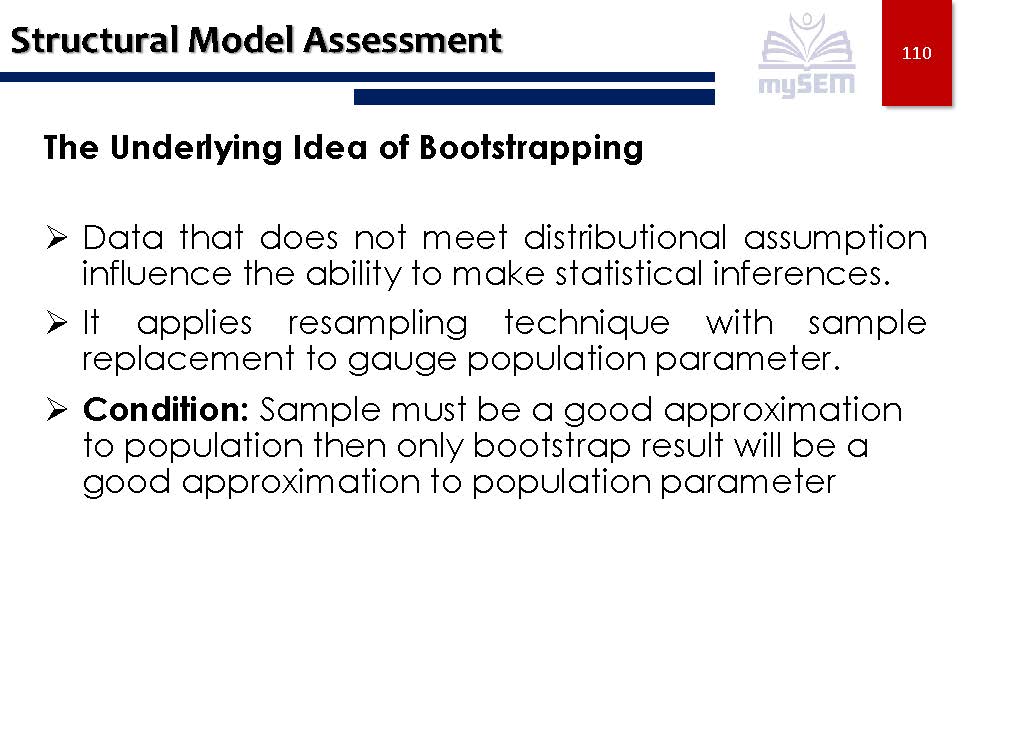 Structural Model Assessment
mySEM
110
The Underlying Idea of Bootstrapping
Data that does not meet distributional assumption
influence the ability to make statistical inferences.
It applies resampling technique with sample
replacement to gauge population parameter.
Condition: Sample must be a good approximation
to population then only bootstrap result will be a
good approximation to population parameter